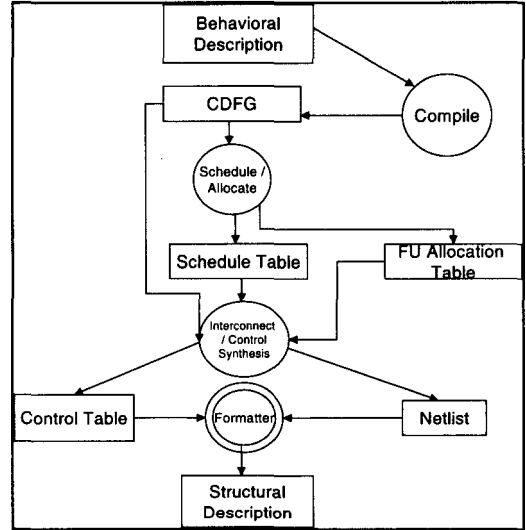 Behavioral
Description
CDFG
Compile
Schedule /
Allocate
Schedule Table
FU Allocation
Table
Interconnect
/ Control
Synthesis
Control Table
Formatter
Netlist
Structural
Description